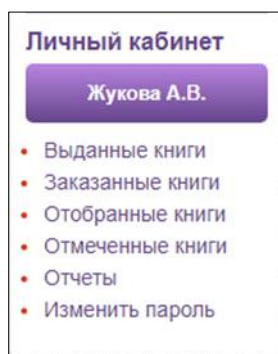 Личный кабинет
Жукова А.В.
Выданные книги
Заказанные книги
Отобранные книги
Отмеченные книги
Отчеты
Изменить пароль